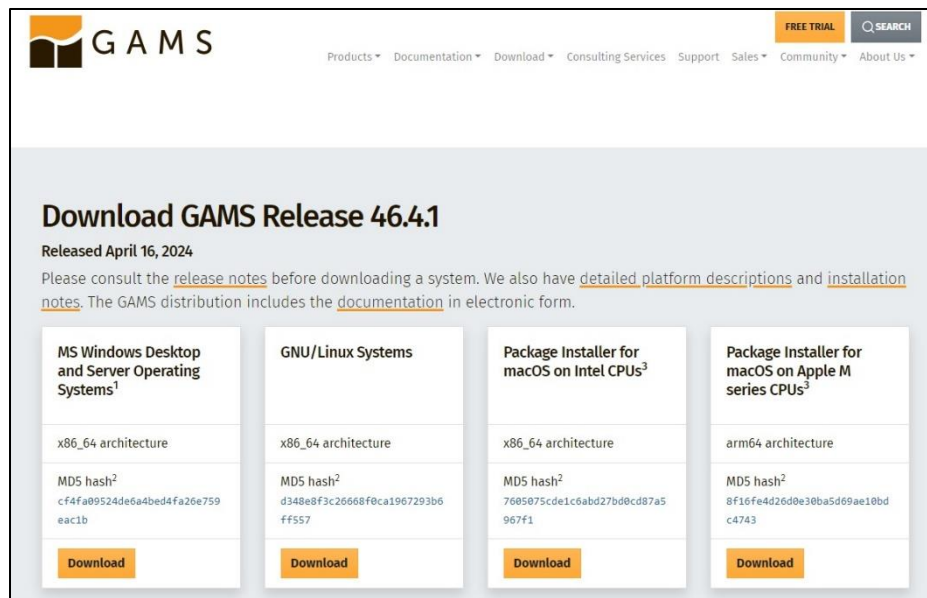 GAMS
FREE TRIAL
SEARCH
Products Documentation Download Consulting Services Support Sales Community About Us
Download GAMS Release 46.4.1
Released April 16, 2024
Please consult the release notes before downloading a system. We also have detailed platform descriptions and installation
notes. The GAMS distribution includes the documentation in electronic form.
MS Windows Desktop
and Server Operating
Systems1
x86_64 architecture
MD5 hash2
cf4fa09524de6a4bed4fa26e759
eac1b
Download
GNU/Linux Systems
x86_64 architecture
MD5 hash2
d348e8f3c26668f0ca1967293b6
ff557
Download
Package Installer for
macOS on Intel CPUs3
x86_64 architecture
MD5 hash2
7605075cde1c6abd27bd0cd87a5
967f1
Download
Package Installer for
macOS on Apple M
series CPUs3
arm64 architecture
MD5 hash2
8f16fe4d26d0e30ba5d69ae10bd
c4743
Download